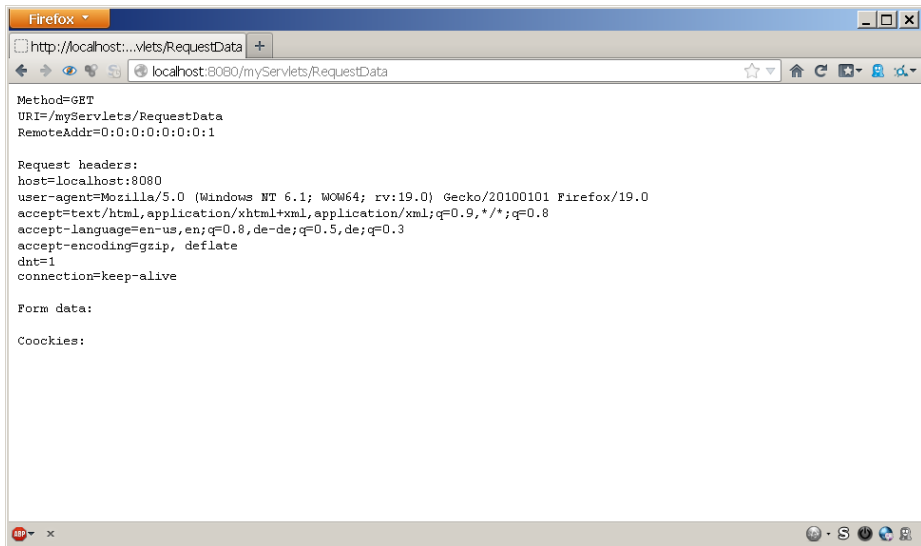 Firefox
http://localhost:...vlets/RequestData
localhost:8080/myServlets/RequestData
Method=GET
URI=/myServlets/RequestData
RemoteAddr=0:0:0:0:0:0:0:1
Request headers:
host=localhost:8080
user-agent=Mozilla/5.0 (Windows NT 6.1; WOW64; rv:19.0) Gecko/20100101 Firefox/19.0
accept=text/html,application/xhtml+xml,application/xml;q=0.9,*/*;q=0.8
accept-language=en-us,en;q=0.8,de-de;q=0.5,de;q=0.3
accept-encoding=gzip, deflate
dnt=1
connection=keep-alive
Form data:
Coockies:
ABP
S